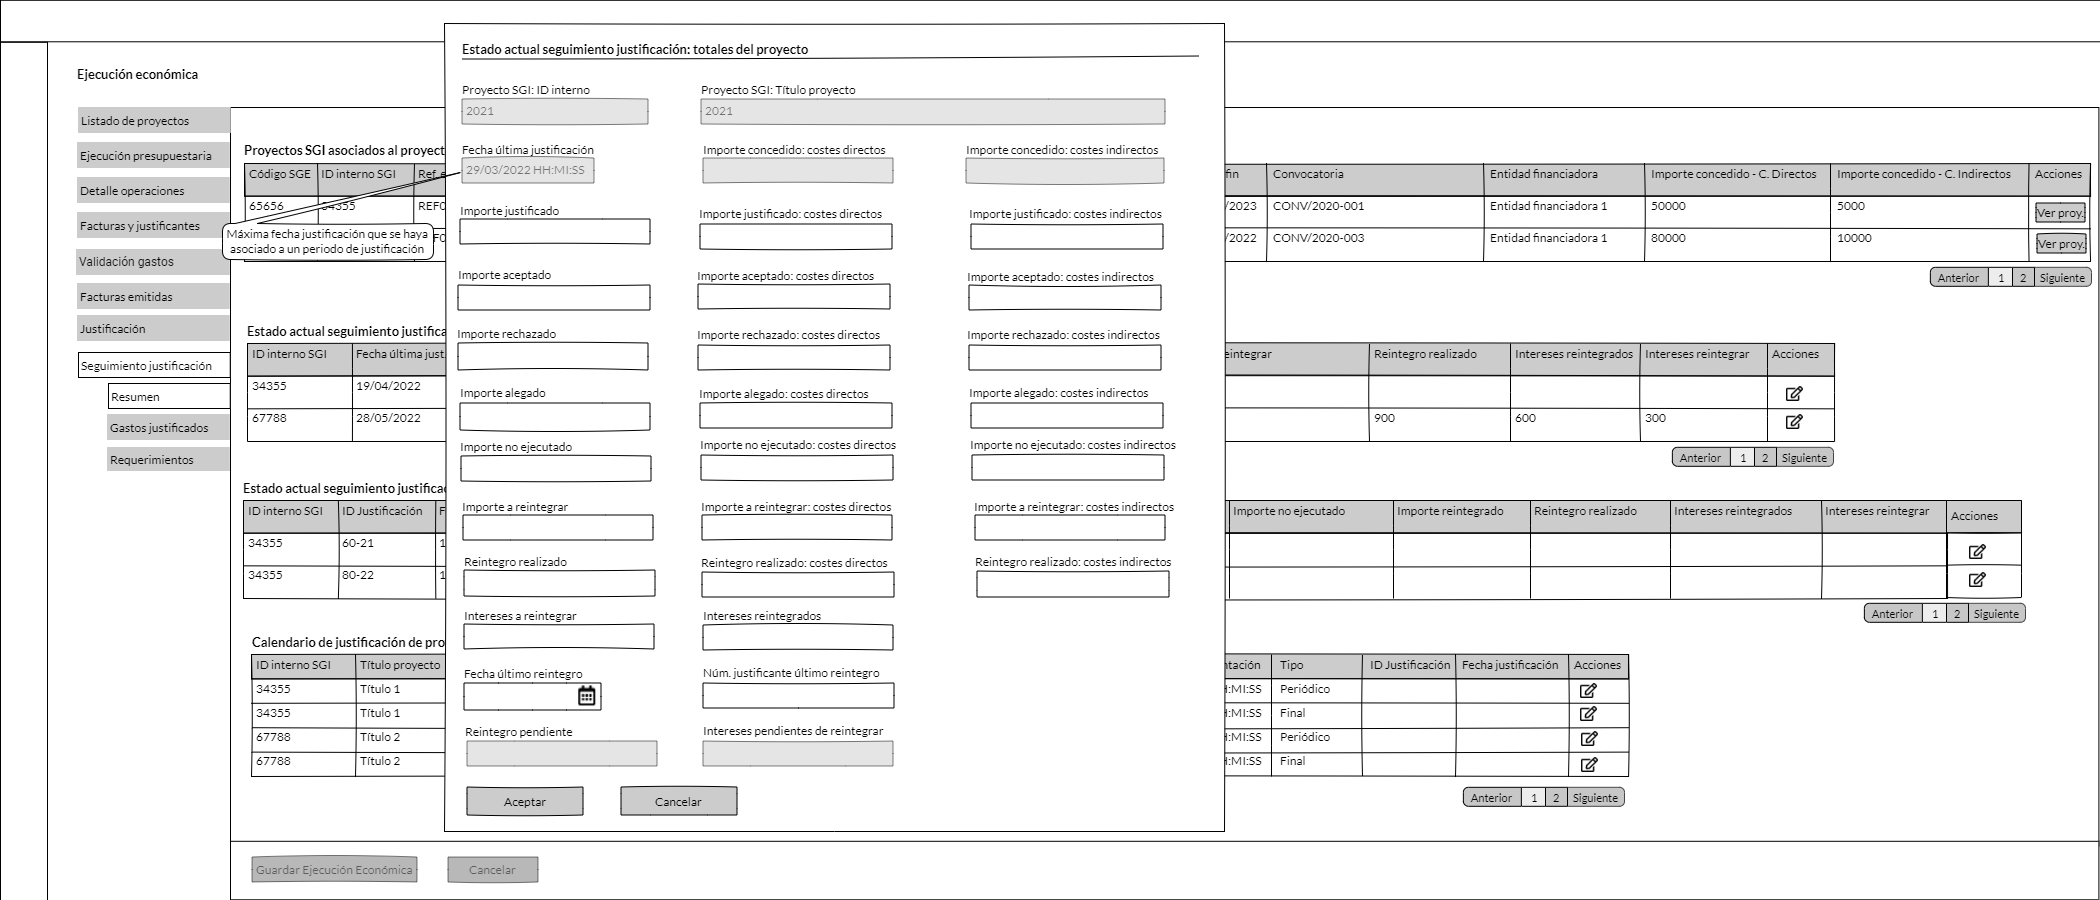 Estado actual seguimiento justificación: totales del proyecto
Proyecto SGI: ID interno
Proyecto SGI: Título proyecto
2021
2021
Fecha última justificación
Importe concedido: costes directos
Importe concedido: costes indirectos
29/03/2022 HH:MI:SS
Importe justificado
Importe justificado: costes directos
Importe justificado: costes indirectos
Importe aceptado
Importe aceptado: costes directos
Importe aceptado: costes indirectos
Importe rechazado
Importe rechazado: costes directos
Importe rechazado: costes indirectos
Importe alegado
Importe alegado: costes directos
Importe alegado: costes indirectos
Importe no ejecutado
Importe no ejecutado: costes directos
Importe no ejecutado: costes indirectos
Importe a reintegrar
Importe a reintegrar: costes directos
Importe a reintegrar: costes indirectos
Reintegro realizado
Reintegro realizado: costes directos
Reintegro realizado: costes indirectos
Intereses a reintegrar
Intereses reintegrados
Fecha último reintegro
Núm. justificante último reintegro
Reintegro pendiente
Intereses pendientes de reintegrar
Aceptar
Cancelar
Máxima fecha justificación que se haya
asociado a un periodo de justificación
Ejecución económica
Listado de proyectos
Ejecución presupuestaria
Detalle operaciones
Facturas y justificantes
Validación gastos
Facturas emitidas
Justificación
Seguimiento justificación
Resumen
Gastos justificados
Requerimientos
Proyectos SGI asociados al proyect
Código SGE ID interno SGI Ref. fin Convocatoria Entidad financiadora Importe concedido - C. Directos Importe concedido - C. Indirectos Acciones
65656 34355 REF0 /2023 CONV/2020-001 Entidad financiadora 1 50000 5000 Ver proy.
/2022 CONV/2020-003 Entidad financiadora 1 80000 10000 Ver proy.
Anterior 1 2 Siguiente
Estado actual seguimiento justifica
ID interno SGI Fecha última just. eintegrar Reintegro realizado Intereses reintegrados Intereses reintegrar Acciones
34355 19/04/2022
67788 28/05/2022 900 600 300
Anterior 1 2 Siguiente
Estado actual seguimiento justifica
ID interno SGI ID Justificación F Importe no ejecutado Importe reintegrado Reintegro realizado Intereses reintegrados Intereses reintegrar Acciones
34355 60-21 1
34355 80-22 1
Anterior 1 2 Siguiente
Calendario de justificación de pro
ID interno SGI Título proyecto ntación Tipo ID Justificación Fecha justificación Acciones
34355 Título 1 :MI:SS Periódico
34355 Título 1 :MI:SS Final
67788 Título 2 :MI:SS Periódico
67788 Título 2 :MI:SS Final
Anterior 1 2 Siguiente
Guardar Ejecución Económica
Cancelar